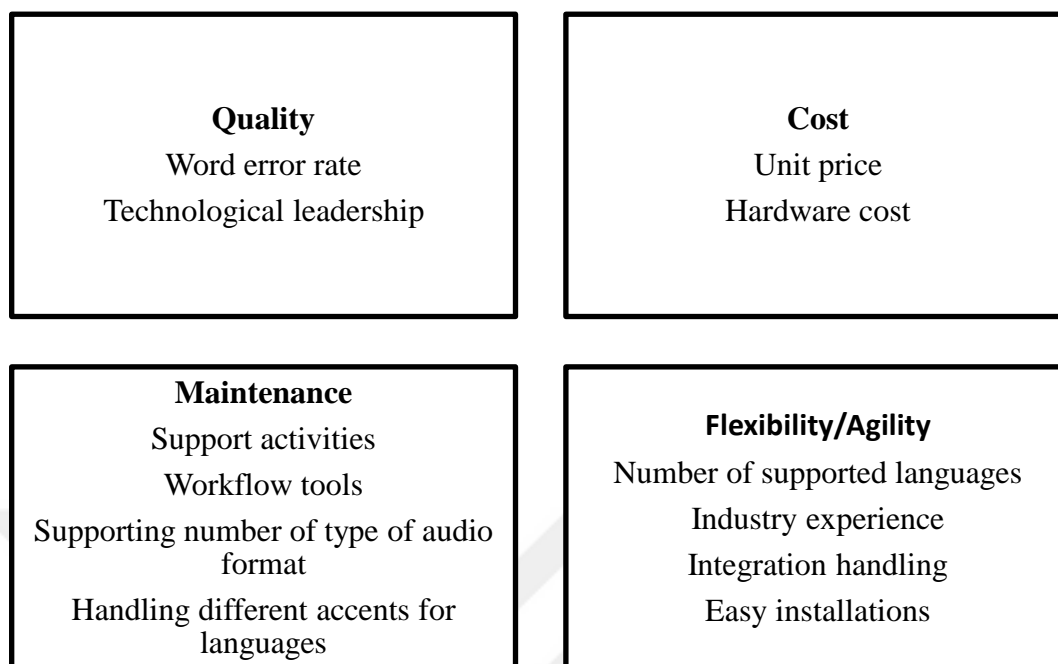 Quality
Word error rate
Technological leadership
Cost
Unit price
Hardware cost
Maintenance
Support activities
Workflow tools
Supporting number of type of audio
format
Handling different accents for
languages
Flexibility/Agility
Number of supported languages
Industry experience
Integration handling
Easy installations